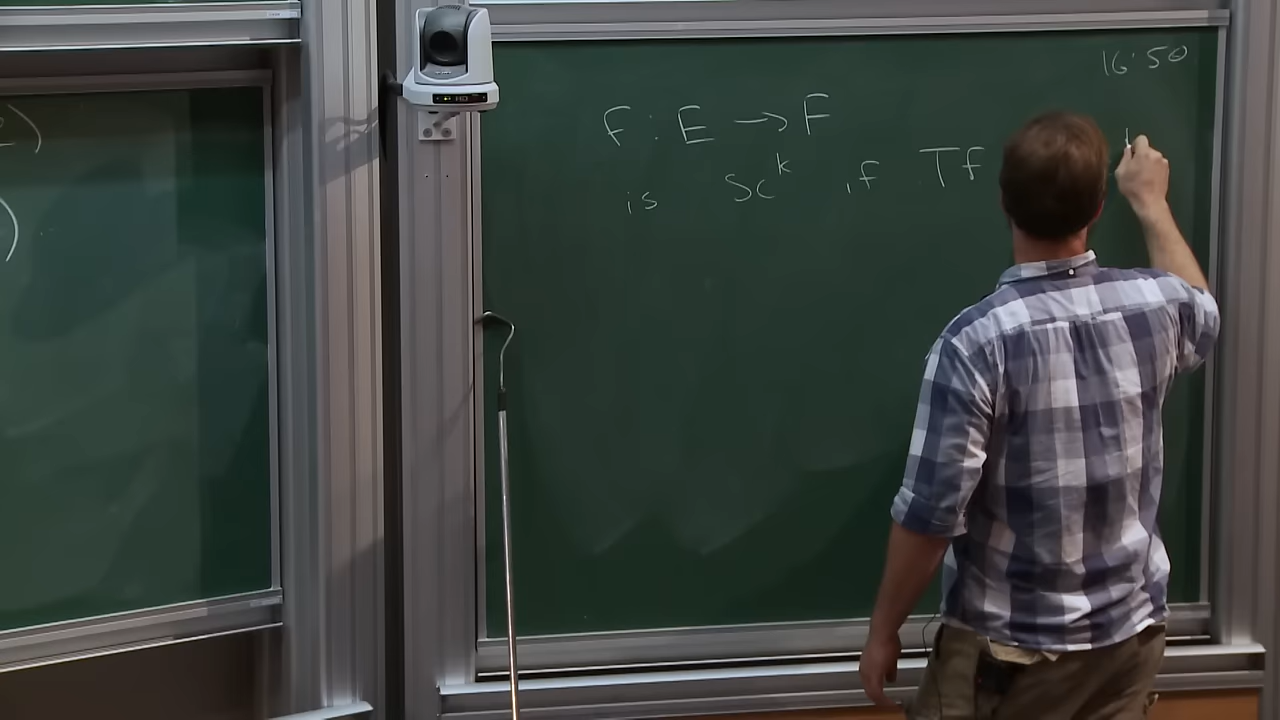 16:50
f : E → F
is sc^k if Tf